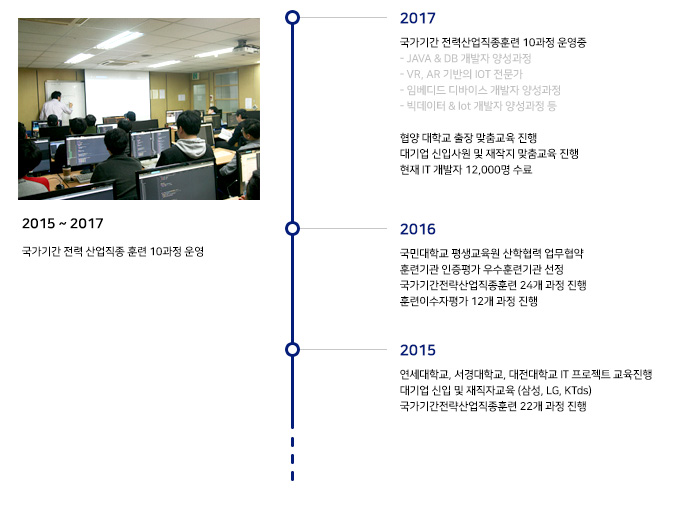 2015 ~ 2017
국가기간 전력 산업직종 훈련 10과정 운영
2017
국가기간 전력산업직종훈련 10과정 운영중
- JAVA & DB 개발자 양성과정
- VR, AR 기반의 IOT 전문가
- 임베디드 디바이스 개발자 양성과정
- 빅데이터 & Iot 개발자 양성과정 등
협양 대학교 출장 맞춤교육 진행
대기업 신입사원 및 재작지 맞춤교육 진행
현재 IT 개발자 12,000명 수료
2016
국민대학교 평생교육원 산학협력 업무협약
훈련기관 인증평가 우수훈련기관 선정
국가기간전략산업직종훈련 24개 과정 진행
훈련이수자평가 12개 과정 진행
2015
연세대학교, 서경대학교, 대전대학교 IT 프로젝트 교육진행
대기업 신입 및 재직자교육 (삼성, LG, KTds)
국가기간전략산업직종훈련 22개 과정 진행